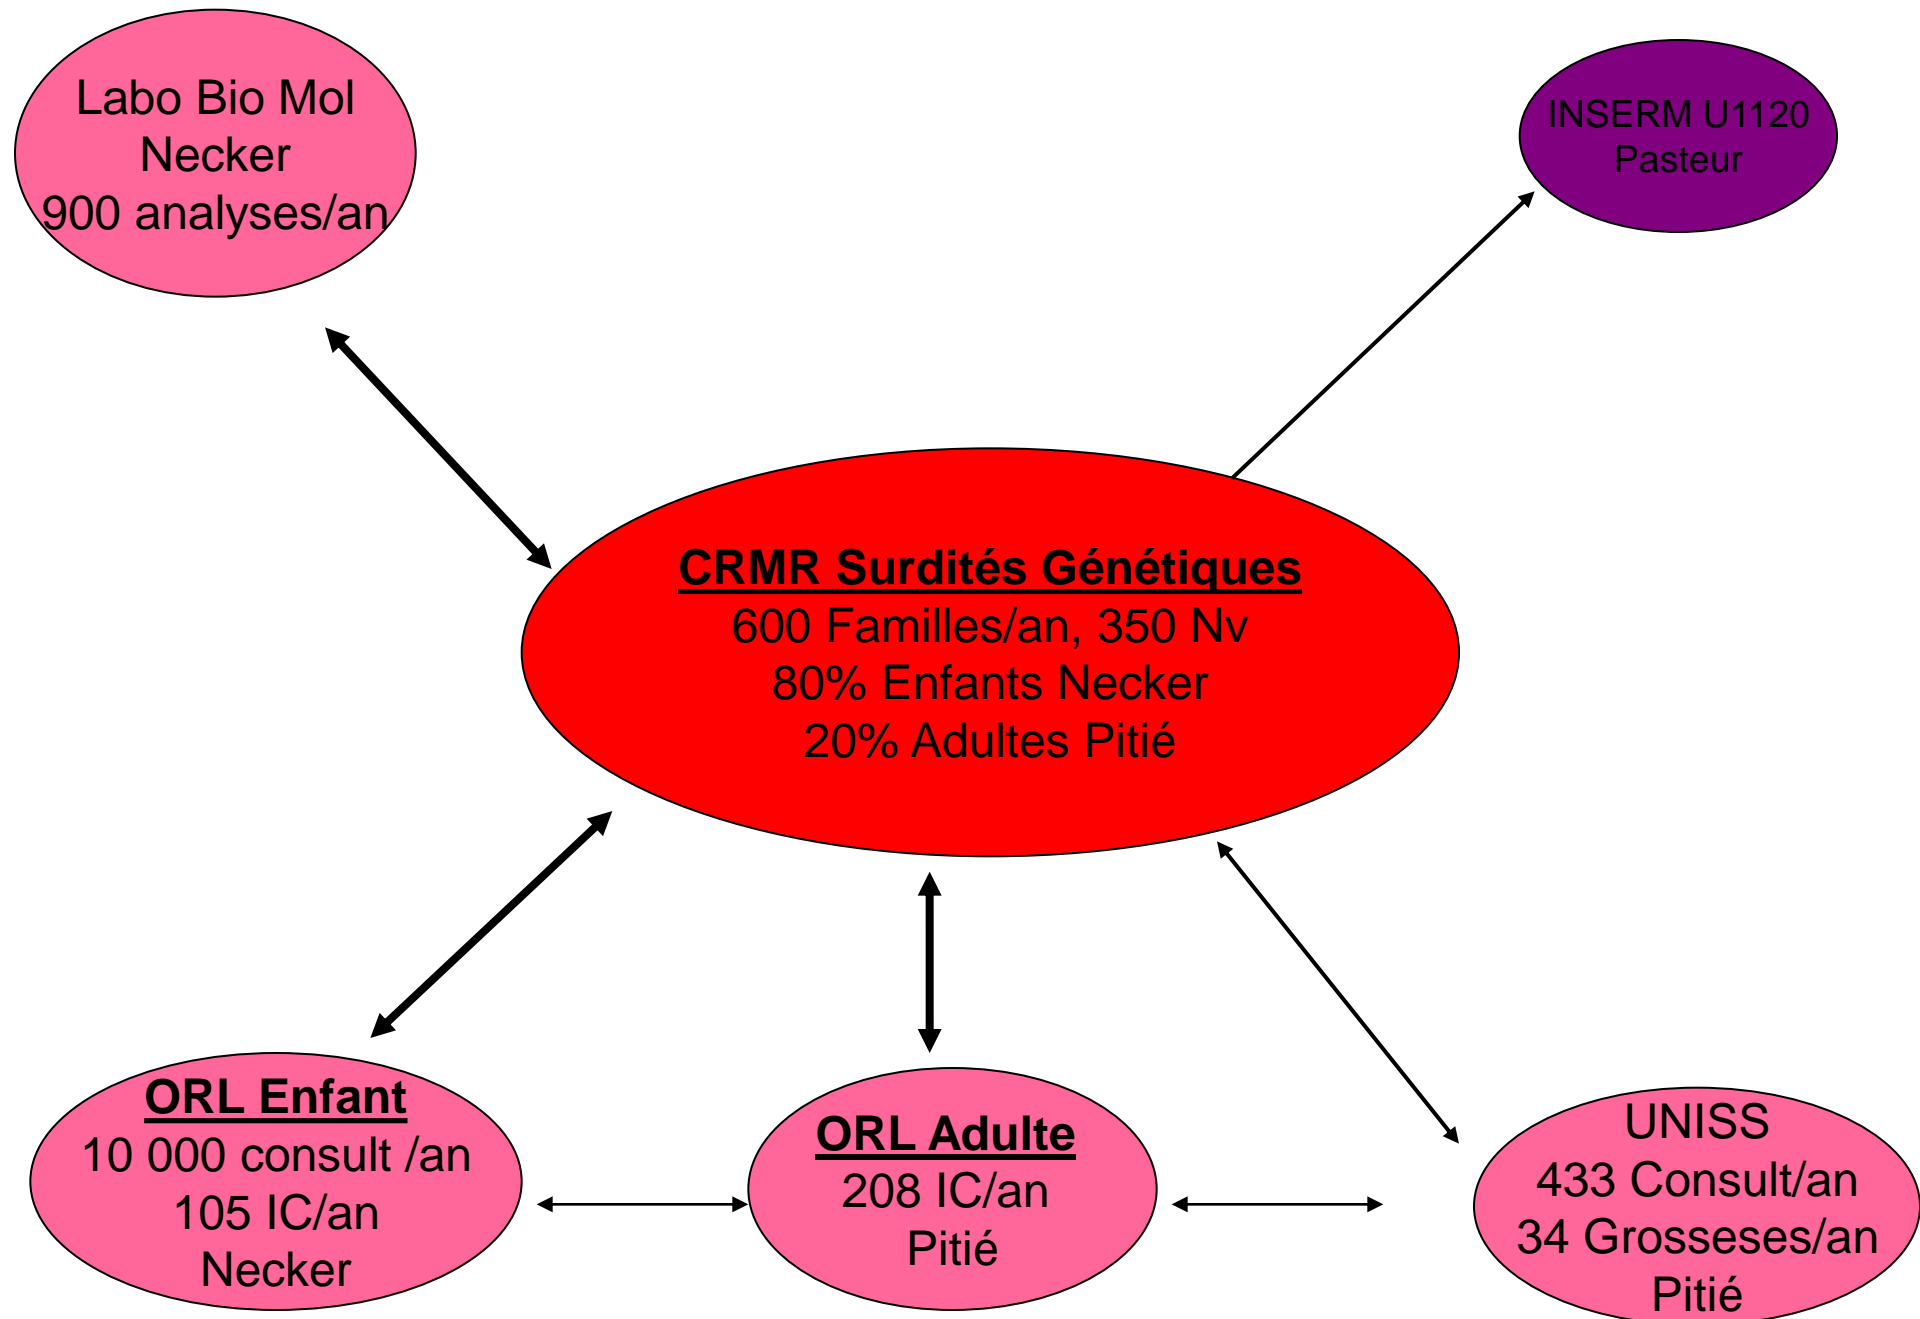 Labo Bio Mol
Necker
900 analyses/an
INSERM U1120
Pasteur
CRMR Surdités Génétiques
600 Familles/an, 350 Nv
80% Enfants Necker
20% Adultes Pitié
ORL Enfant
10 000 consult /an
105 IC/an
Necker
ORL Adulte
208 IC/an
Pitié
UNISS
433 Consult/an
34 Grosseses/an
Pitié